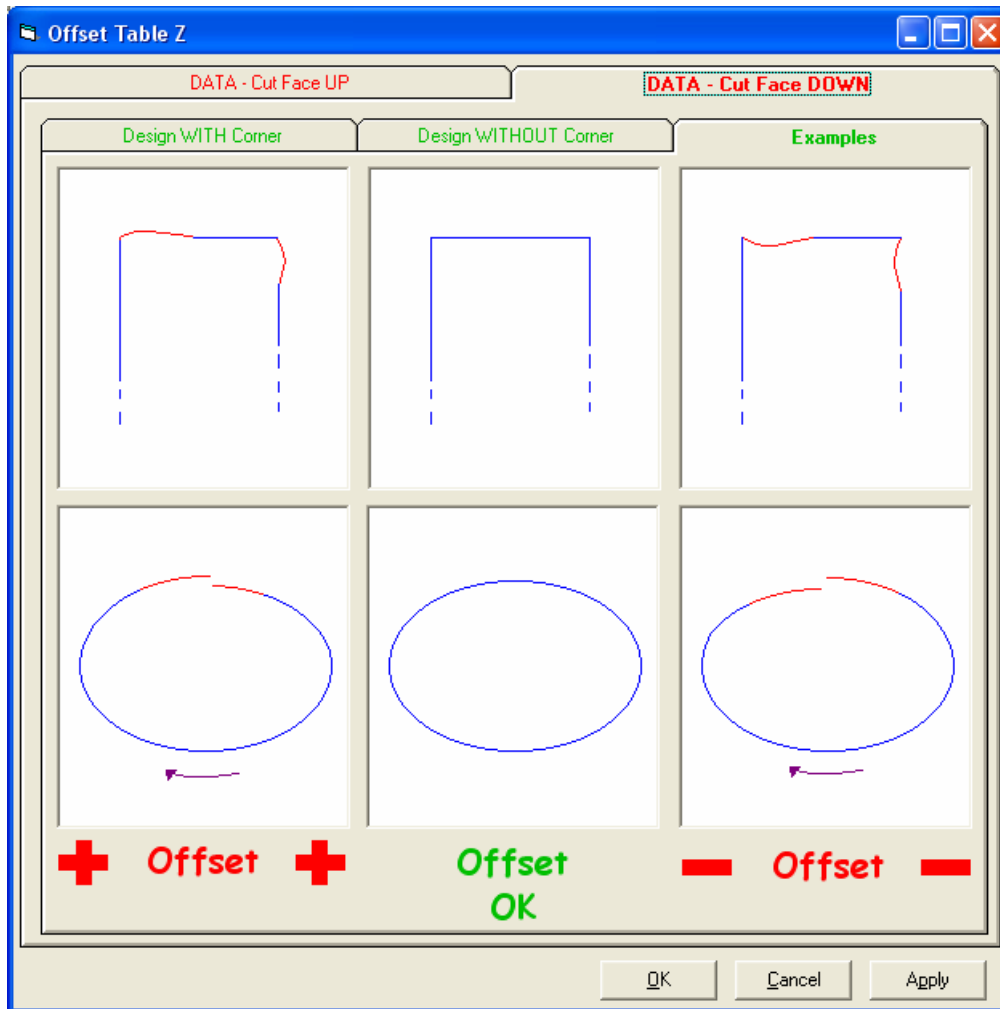 Offset Table Z
DATA - Cut Face UP
DATA - Cut Face DOWN
Design WITH Corner
Design WITHOUT Corner
Examples
+ Offset +
Offset
OK
- Offset -
OK
Cancel
Apply